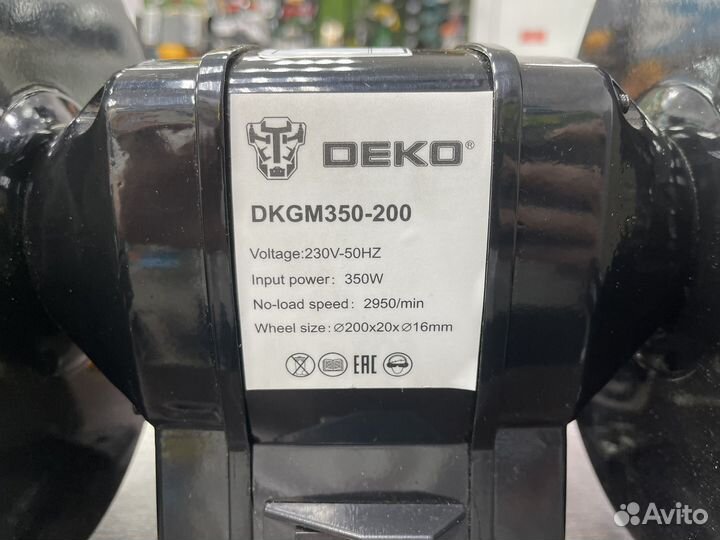 DEKO®
DKGM350-200
Voltage:230V-50HZ
Input power: 350W
No-load speed: 2950/min
Wheel size: ∅200x20x∅16mm
EAC
Avito